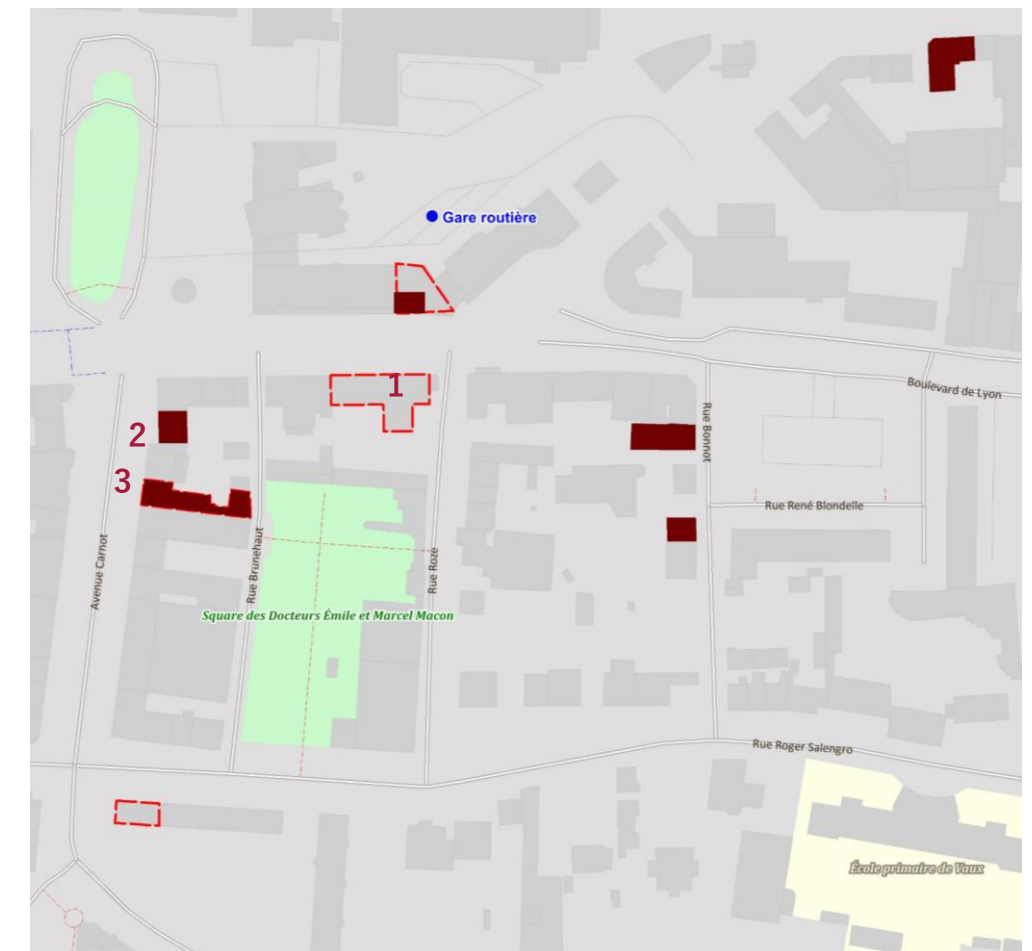 Gare routière
1
Boulevard de Lyon
2
Rue Bonnot
3
Rue René Blondelle
Avenue Carnot
Rue Brunehaut
Rue Roze
Square des Docteurs Émile et Marcel Macon
Rue Roger Salengro
École primaire de Vaux